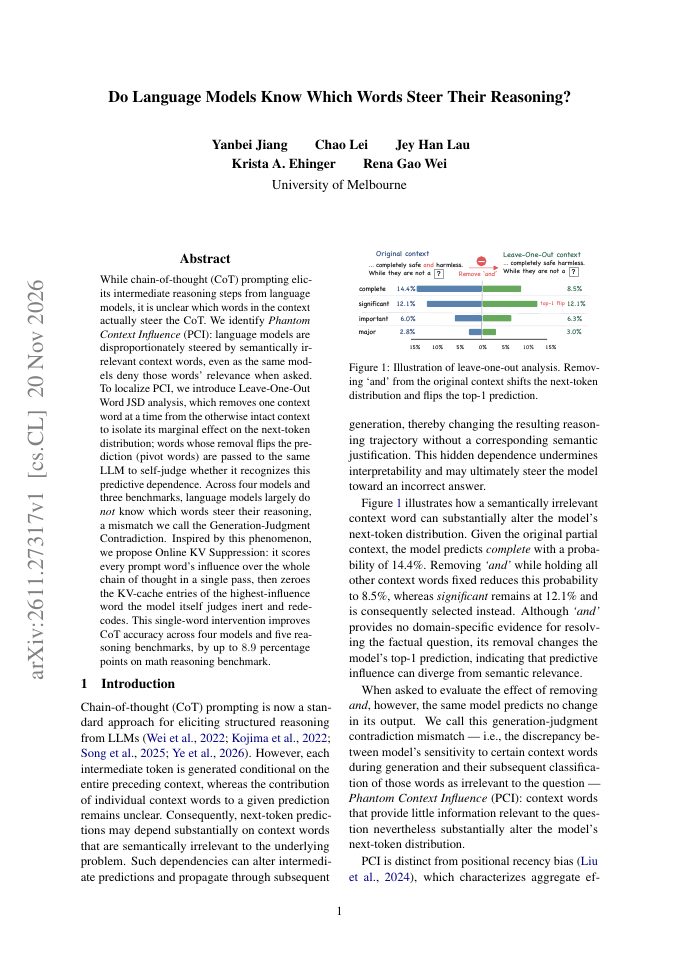 Do Language Models Know Which Words Steer Their Reasoning?
Yanbei Jiang Chao Lei Jey Han Lau
Krista A. Ehinger Rena Gao Wei
University of Melbourne
arXiv:2611.27317v1 [cs.CL] 20 Nov 2026
Abstract
While chain-of-thought (CoT) prompting elic-
its intermediate reasoning steps from language
models, it is unclear which words in the context
actually steer the CoT. We identify Phantom
Context Influence (PCI): language models are
disproportionately steered by semantically ir-
relevant context words, even as the same mod-
els deny those words' relevance when asked.
To localize PCI, we introduce Leave-One-Out
Word JSD analysis, which removes one context
word at a time from the otherwise intact context
to isolate its marginal effect on the next-token
distribution; words whose removal flips the pre-
diction (pivot words) are passed to the same
LLM to self-judge whether it recognizes this
predictive dependence. Across four models and
three benchmarks, language models largely do
not know which words steer their reasoning,
a mismatch we call the Generation-Judgment
Contradiction. Inspired by this phenomenon,
we propose Online KV Suppression: it scores
every prompt word's influence over the whole
chain of thought in a single pass, then zeroes
the KV-cache entries of the highest-influence
word the model itself judges inert and rede-
codes. This single-word intervention improves
CoT accuracy across four models and five rea-
soning benchmarks, by up to 8.9 percentage
points on math reasoning benchmark.
1 Introduction
Chain-of-thought (CoT) prompting is now a stan-
dard approach for eliciting structured reasoning
from LLMs (Wei et al., 2022; Kojima et al., 2022;
Song et al., 2025; Ye et al., 2026). However, each
intermediate token is generated conditional on the
entire preceding context, whereas the contribution
of individual context words to a given prediction
remains unclear. Consequently, next-token predic-
tions may depend substantially on context words
that are semantically irrelevant to the underlying
problem. Such dependencies can alter intermedi-
ate predictions and propagate through subsequent
Original context
... completely safe and harmless.
While they are not a ?
Remove 'and'
Leave-One-Out context
... completely safe harmless.
While they are not a ?
complete 14.4% 8.5%
significant 12.1% top-1 flip 12.1%
important 6.0% 6.3%
major 2.8% 3.0%
15% 10% 5% 0% 5% 10% 15%
Figure 1: Illustration of leave-one-out analysis. Remov-
ing 'and' from the original context shifts the next-token
distribution and flips the top-1 prediction.
generation, thereby changing the resulting reason-
ing trajectory without a corresponding semantic
justification. This hidden dependence undermines
interpretability and may ultimately steer the model
toward an incorrect answer.
Figure 1 illustrates how a semantically irrelevant
context word can substantially alter the model's
next-token distribution. Given the original partial
context, the model predicts complete with a proba-
bility of 14.4%. Removing 'and' while holding all
other context words fixed reduces this probability
to 8.5%, whereas significant remains at 12.1% and
is consequently selected instead. Although 'and'
provides no domain-specific evidence for resolv-
ing the factual question, its removal changes the
model's top-1 prediction, indicating that predictive
influence can diverge from semantic relevance.
When asked to evaluate the effect of removing
and, however, the same model predicts no change
in its output. We call this generation-judgment
contradiction mismatch — i.e., the discrepancy be-
tween model's sensitivity to certain context words
during generation and their subsequent classifica-
tion of those words as irrelevant to the question —
Phantom Context Influence (PCI): context words
that provide little information relevant to the ques-
tion nevertheless substantially alter the model's
next-token distribution.
PCI is distinct from positional recency bias (Liu
et al., 2024), which characterizes aggregate ef-
1